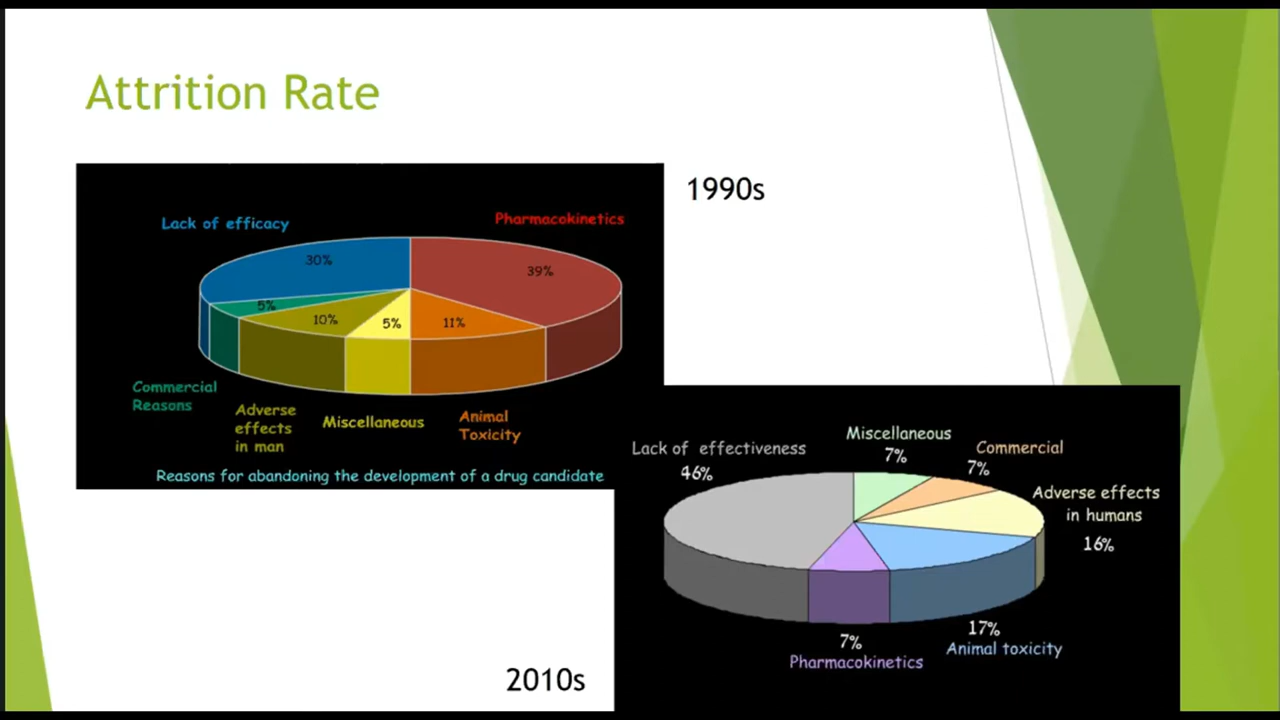 Attrition Rate
1990s
Lack of efficacy
Pharmacokinetics
30%
39%
5%
10%
5%
11%
Commercial
Reasons
Adverse
effects
in man
Miscellaneous
Animal
Toxicity
Reasons for abandoning the development of a drug candidate
Lack of effectiveness
46%
Miscellaneous
7%
Commercial
7%
Adverse effects
in humans
16%
17%
Animal toxicity
7%
Pharmacokinetics
2010s